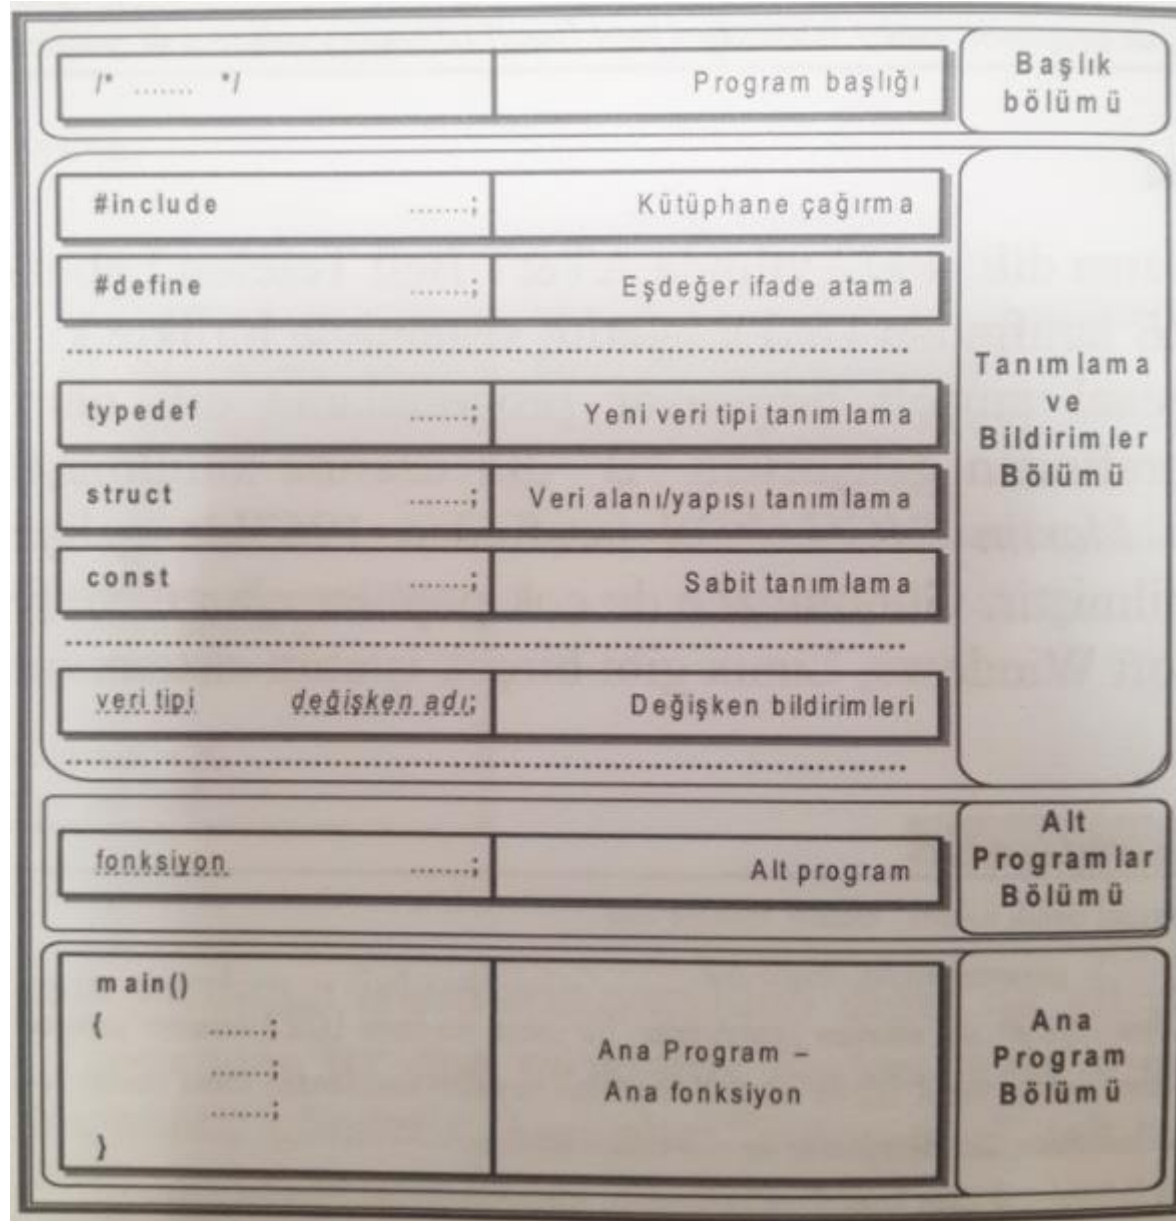 /* ....... */
Program başlığı
Başlık
bölümü
#include .......;
Kütüphane çağırma
#define .......;
Eşdeğer ifade atama
typedef .......;
Yeni veri tipi tanımlama
struct .......;
Veri alanı/yapısı tanımlama
const .......;
Sabit tanımlama
veri tipi değişken adı;
Değişken bildirimleri
Tanımlama
ve
Bildirimler
Bölümü
fonksiyon .......;
Alt program
Alt
Programlar
Bölümü
main()
{ .......;
.......;
.......;
}
Ana Program –
Ana fonksiyon
Ana
Program
Bölümü